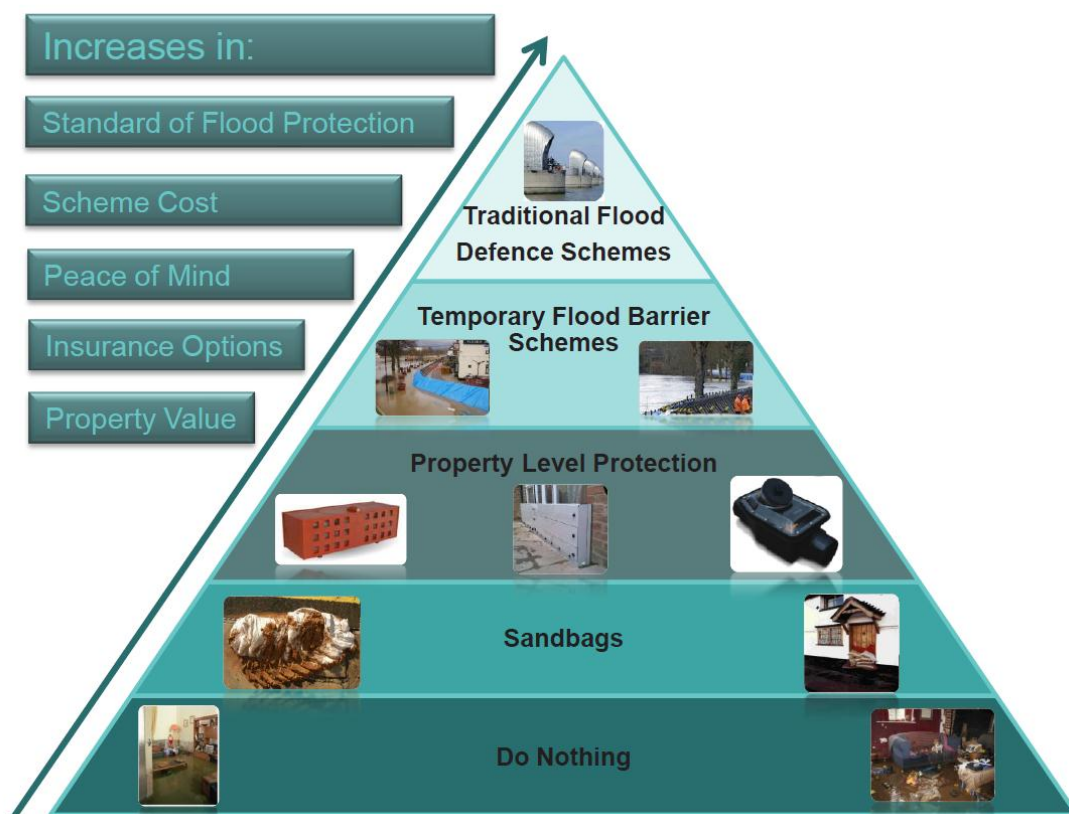 Increases in:
Standard of Flood Protection
Scheme Cost
Peace of Mind
Insurance Options
Property Value
Traditional Flood
Defence Schemes
Temporary Flood Barrier
Schemes
Property Level Protection
Sandbags
Do Nothing